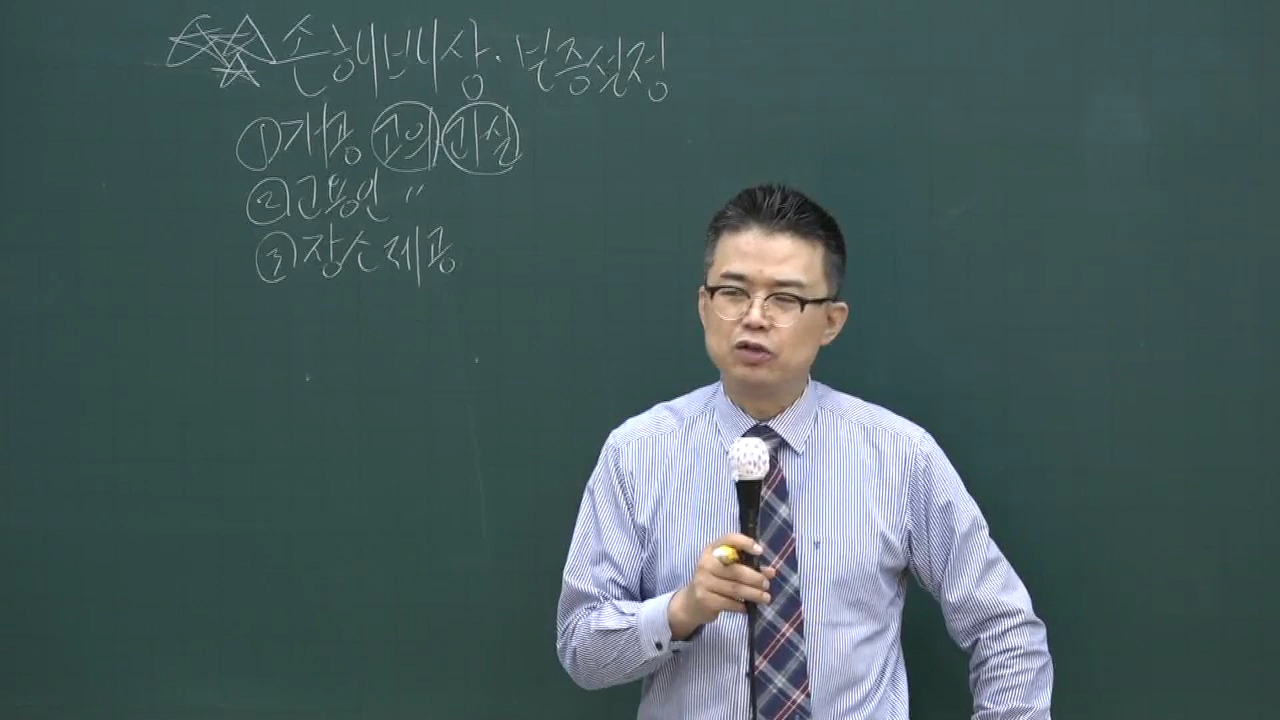 손해배상·보증설정
①개공 고의 과실
②고용인 〃
③장소제공